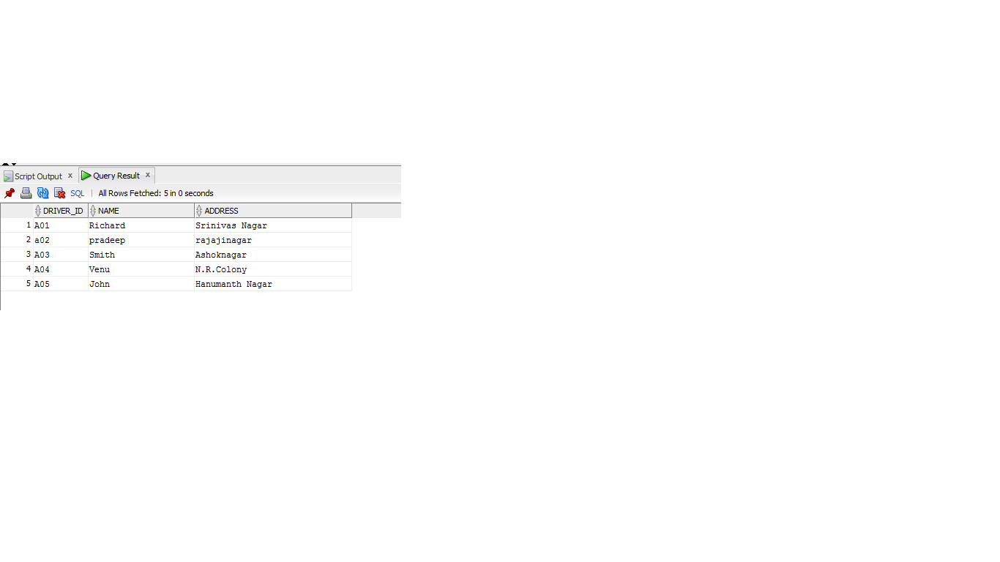 Script Output x Query Result x
SQL | All Rows Fetched: 5 in 0 seconds
DRIVER_ID NAME ADDRESS
1 A01 Richard Srinivas Nagar
2 a02 pradeep rajajinagar
3 A03 Smith Ashoknagar
4 A04 Venu N.R.Colony
5 A05 John Hanumanth Nagar